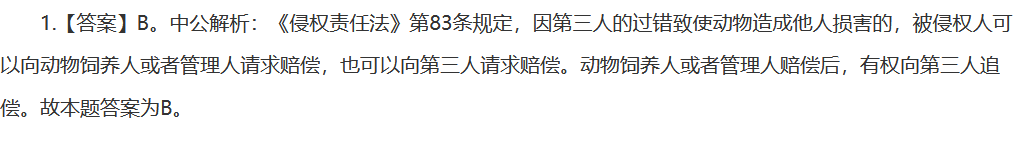 1.【答案】B。中公解析：《侵权责任法》第83条规定，因第三人的过错致使动物造成他人损害的，被侵权人可
以向动物饲养人或者管理人请求赔偿，也可以向第三人请求赔偿。动物饲养人或者管理人赔偿后，有权向第三人追
偿。故本题答案为B。